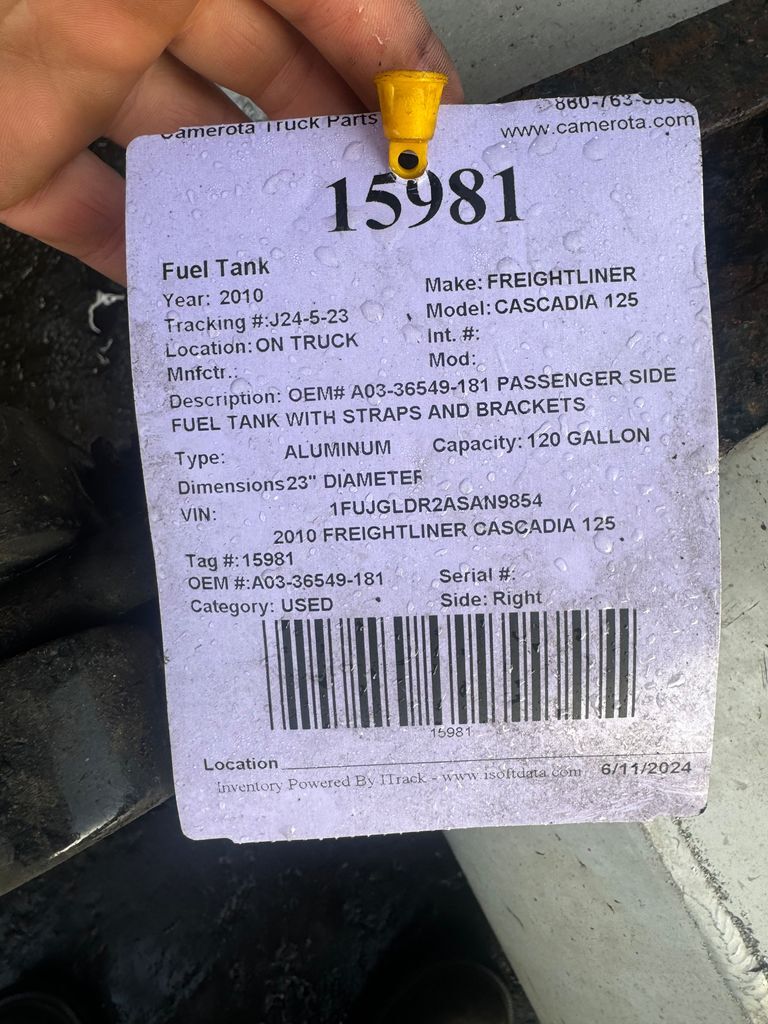 Camerota Truck Parts
www.camerota.com
15981
Fuel Tank
Year: 2010
Make: FREIGHTLINER
Tracking #:J24-5-23
Model: CASCADIA 125
Location: ON TRUCK
Int. #:
Mnfctr.:
Mod:
Description: OEM# A03-36549-181 PASSENGER SIDE
FUEL TANK WITH STRAPS AND BRACKETS
Type: ALUMINUM
Capacity: 120 GALLON
Dimensions 23" DIAMETER
VIN: 1FUJGLDR2ASAN9854
2010 FREIGHTLINER CASCADIA 125
Tag #: 15981
OEM #:A03-36549-181
Serial #:
Category: USED
Side: Right
15981
Location
Inventory Powered By ITrack - www.isoftdata.com
6/11/2024